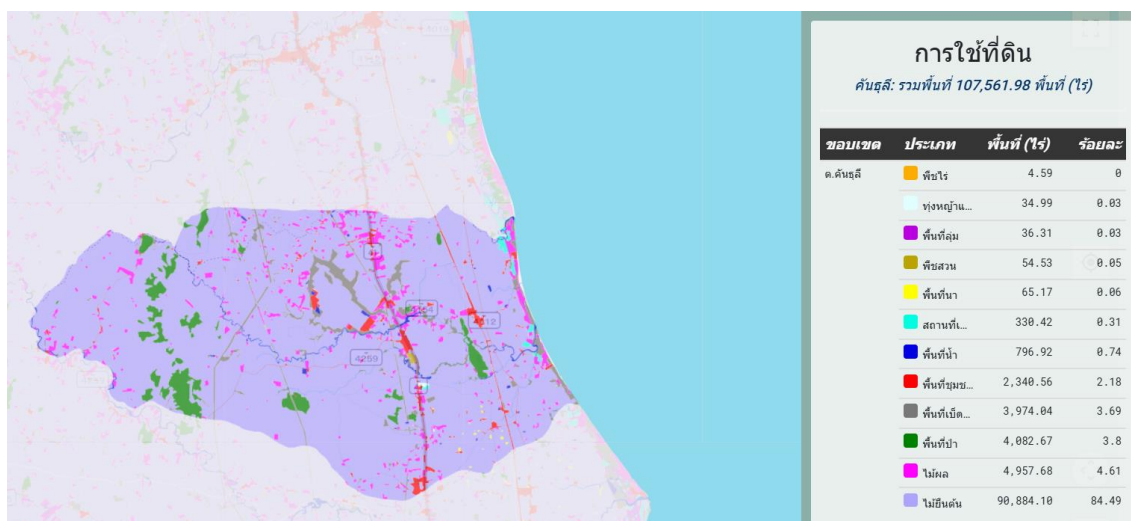 การใช้ที่ดิน
คันธุลี: รวมพื้นที่ 107,561.98 พื้นที่ (ไร่)
ขอบเขต ประเภท พื้นที่ (ไร่) ร้อยละ
ต.คันธุลี พืชไร่ 4.59 0
ทุ่งหญ้าแ... 34.99 0.03
พื้นที่ลุ่ม 36.31 0.03
พืชสวน 54.53 0.05
พื้นที่นา 65.17 0.06
สถานที่เ... 330.42 0.31
พื้นที่น้ำ 796.92 0.74
พื้นที่ชุมช... 2,340.56 2.18
พื้นที่เบ็ด... 3,974.04 3.69
พื้นที่ป่า 4,082.67 3.8
ไม้ผล 4,957.68 4.61
ไม้ยืนต้น 90,884.10 84.49
4259